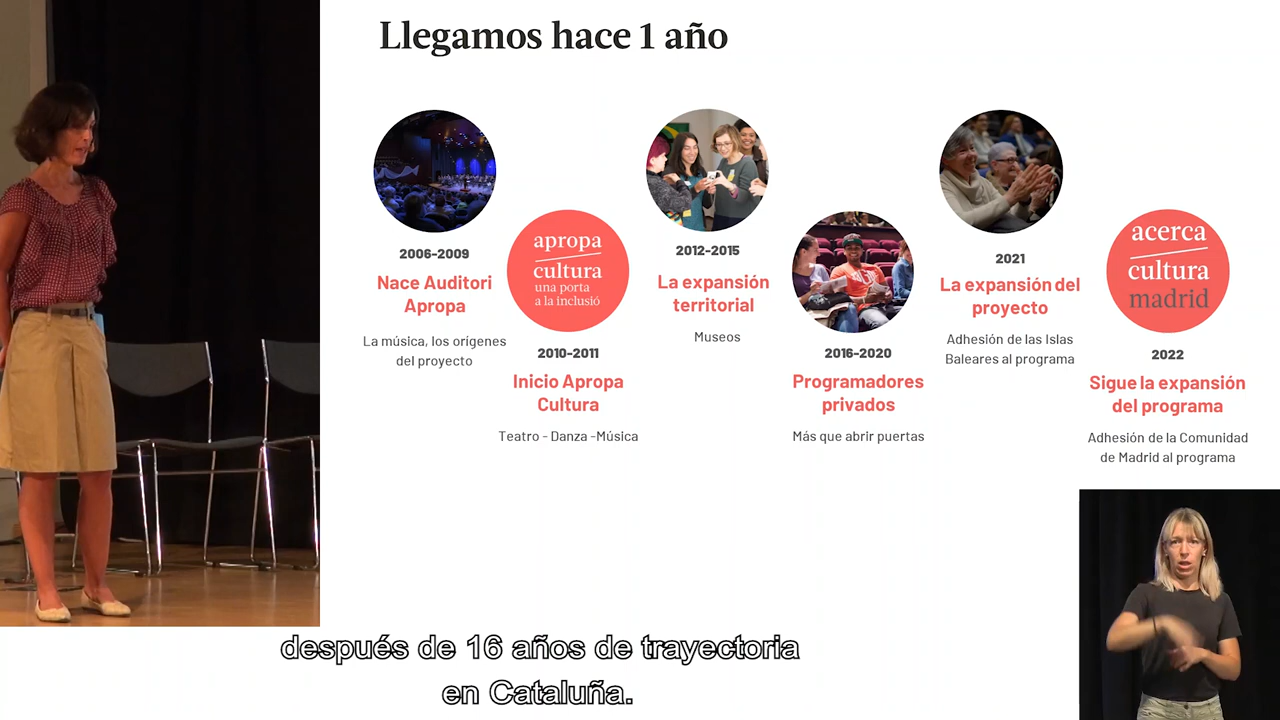 Llegamos hace 1 año
2006-2009
Nace Auditori
Apropa
La música, los orígenes
del proyecto
apropa
cultura
una porta
a la inclusió
2010-2011
Inicio Apropa
Cultura
Teatro - Danza -Música
2012-2015
La expansión
territorial
Museos
2016-2020
Programadores
privados
Más que abrir puertas
2021
La expansión del
proyecto
Adhesión de las Islas
Baleares al programa
acerca
cultura
madrid
2022
Sigue la expansión
del programa
Adhesión de la Comunidad
de Madrid al programa
después de 16 años de trayectoria
en Cataluña.